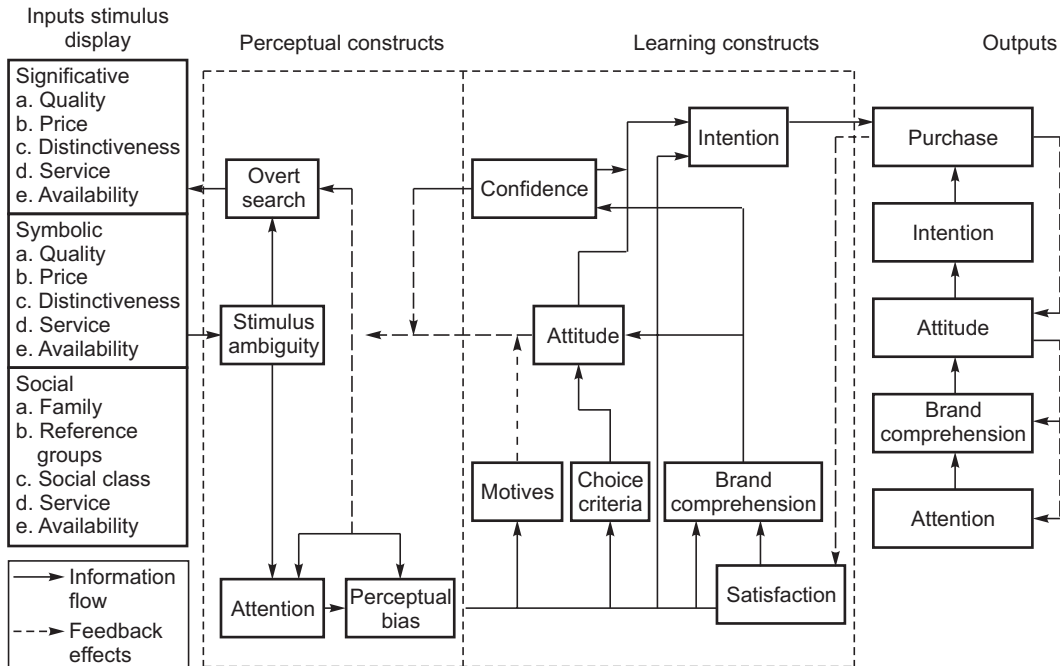 Inputs stimulus
display
Perceptual constructs
Learning constructs
Outputs
Significative
a. Quality
b. Price
c. Distinctiveness
d. Service
e. Availability
Symbolic
a. Quality
b. Price
c. Distinctiveness
d. Service
e. Availability
Social
a. Family
b. Reference
groups
c. Social class
d. Service
e. Availability
Information
flow
Feedback
effects
Overt
search
Stimulus
ambiguity
Attention
Perceptual
bias
Confidence
Intention
Attitude
Motives
Choice
criteria
Brand
comprehension
Satisfaction
Purchase
Intention
Attitude
Brand
comprehension
Attention